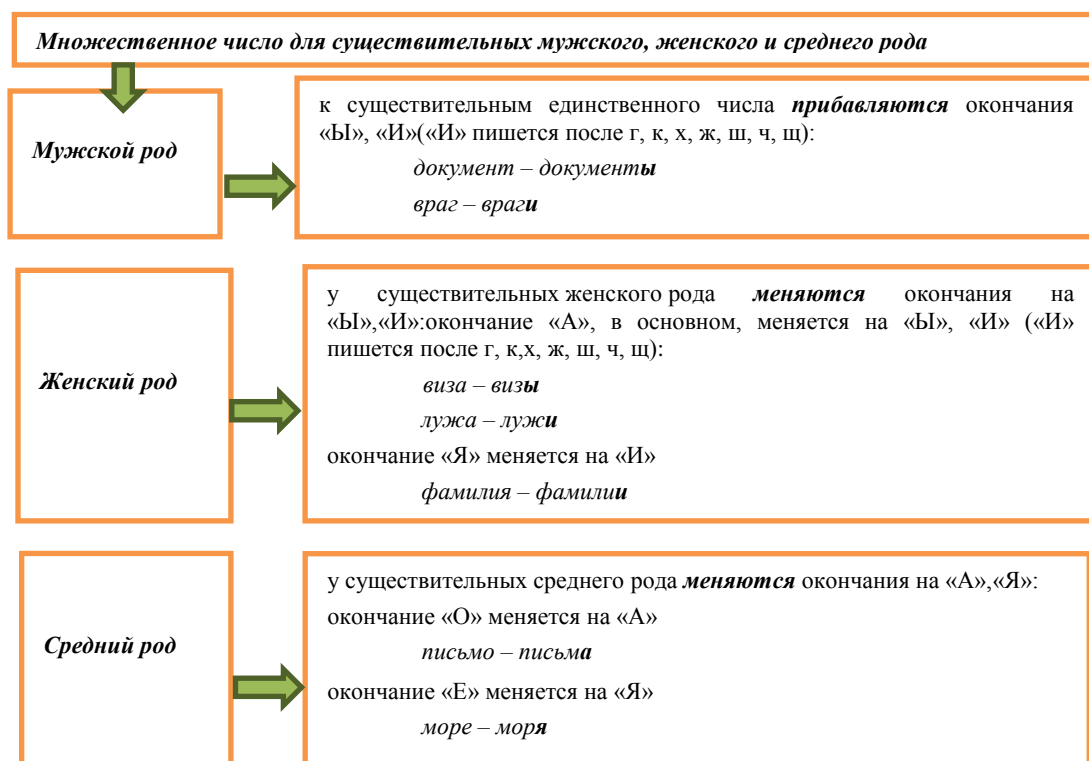 Множественное число для существительных мужского, женского и среднего рода
Мужской род
к существительным единственного числа прибавляются окончания
«Ы», «И»(«И» пишется после г, к, х, ж, ш, ч, щ):
документ – документы
враг – враги
Женский род
у существительных женского рода меняются окончания на
«Ы»,«И»:окончание «А», в основном, меняется на «Ы», «И» («И»
пишется после г, к,х, ж, ш, ч, щ):
виза – визы
лужа – лужи
окончание «Я» меняется на «И»
фамилия – фамилии
Средний род
у существительных среднего рода меняются окончания на «А»,«Я»:
окончание «О» меняется на «А»
письмо – письма
окончание «Е» меняется на «Я»
море – моря